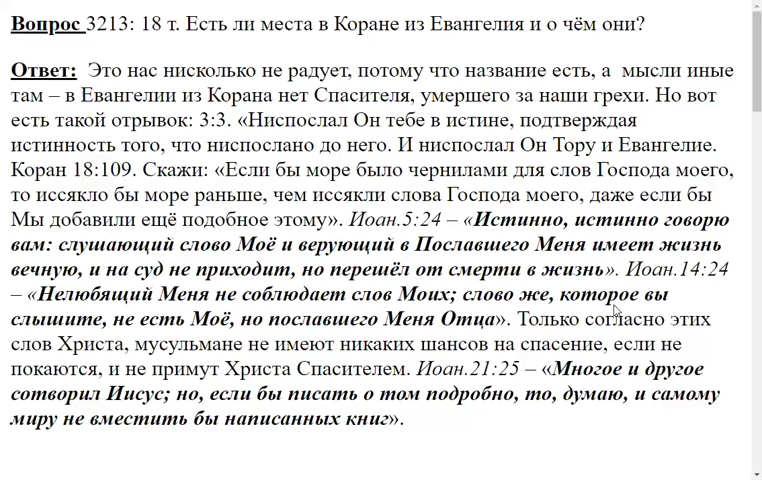 Вопрос 3213: 18 т. Есть ли места в Коране из Евангелия и о чём они?
Ответ: Это нас нисколько не радует, потому что название есть, а мысли иные
там – в Евангелии из Корана нет Спасителя, умершего за наши грехи. Но вот
есть такой отрывок: 3:3. «Ниспослал Он тебе в истине, подтверждая
истинность того, что ниспослано до него. И ниспослал Он Тору и Евангелие.
Коран 18:109. Скажи: «Если бы море было чернилами для слов Господа моего,
то иссякло бы море раньше, чем иссякли слова Господа моего, даже если бы
Мы добавили ещё подобное этому». Иоан.5:24 – «Истинно, истинно говорю
вам: слушающий слово Моё и верующий в Пославшего Меня имеет жизнь
вечную, и на суд не приходит, но перешёл от смерти в жизнь». Иоан.14:24
– «Нелюбящий Меня не соблюдает слов Моих; слово же, которое вы
слышите, не есть Моё, но пославшего Меня Отца». Только согласно этих
слов Христа, мусульмане не имеют никаких шансов на спасение, если не
покаются, и не примут Христа Спасителем. Иоан.21:25 – «Многое и другое
сотворил Иисус; но, если бы писать о том подробно, то, думаю, и самому
миру не вместить бы написанных книг».